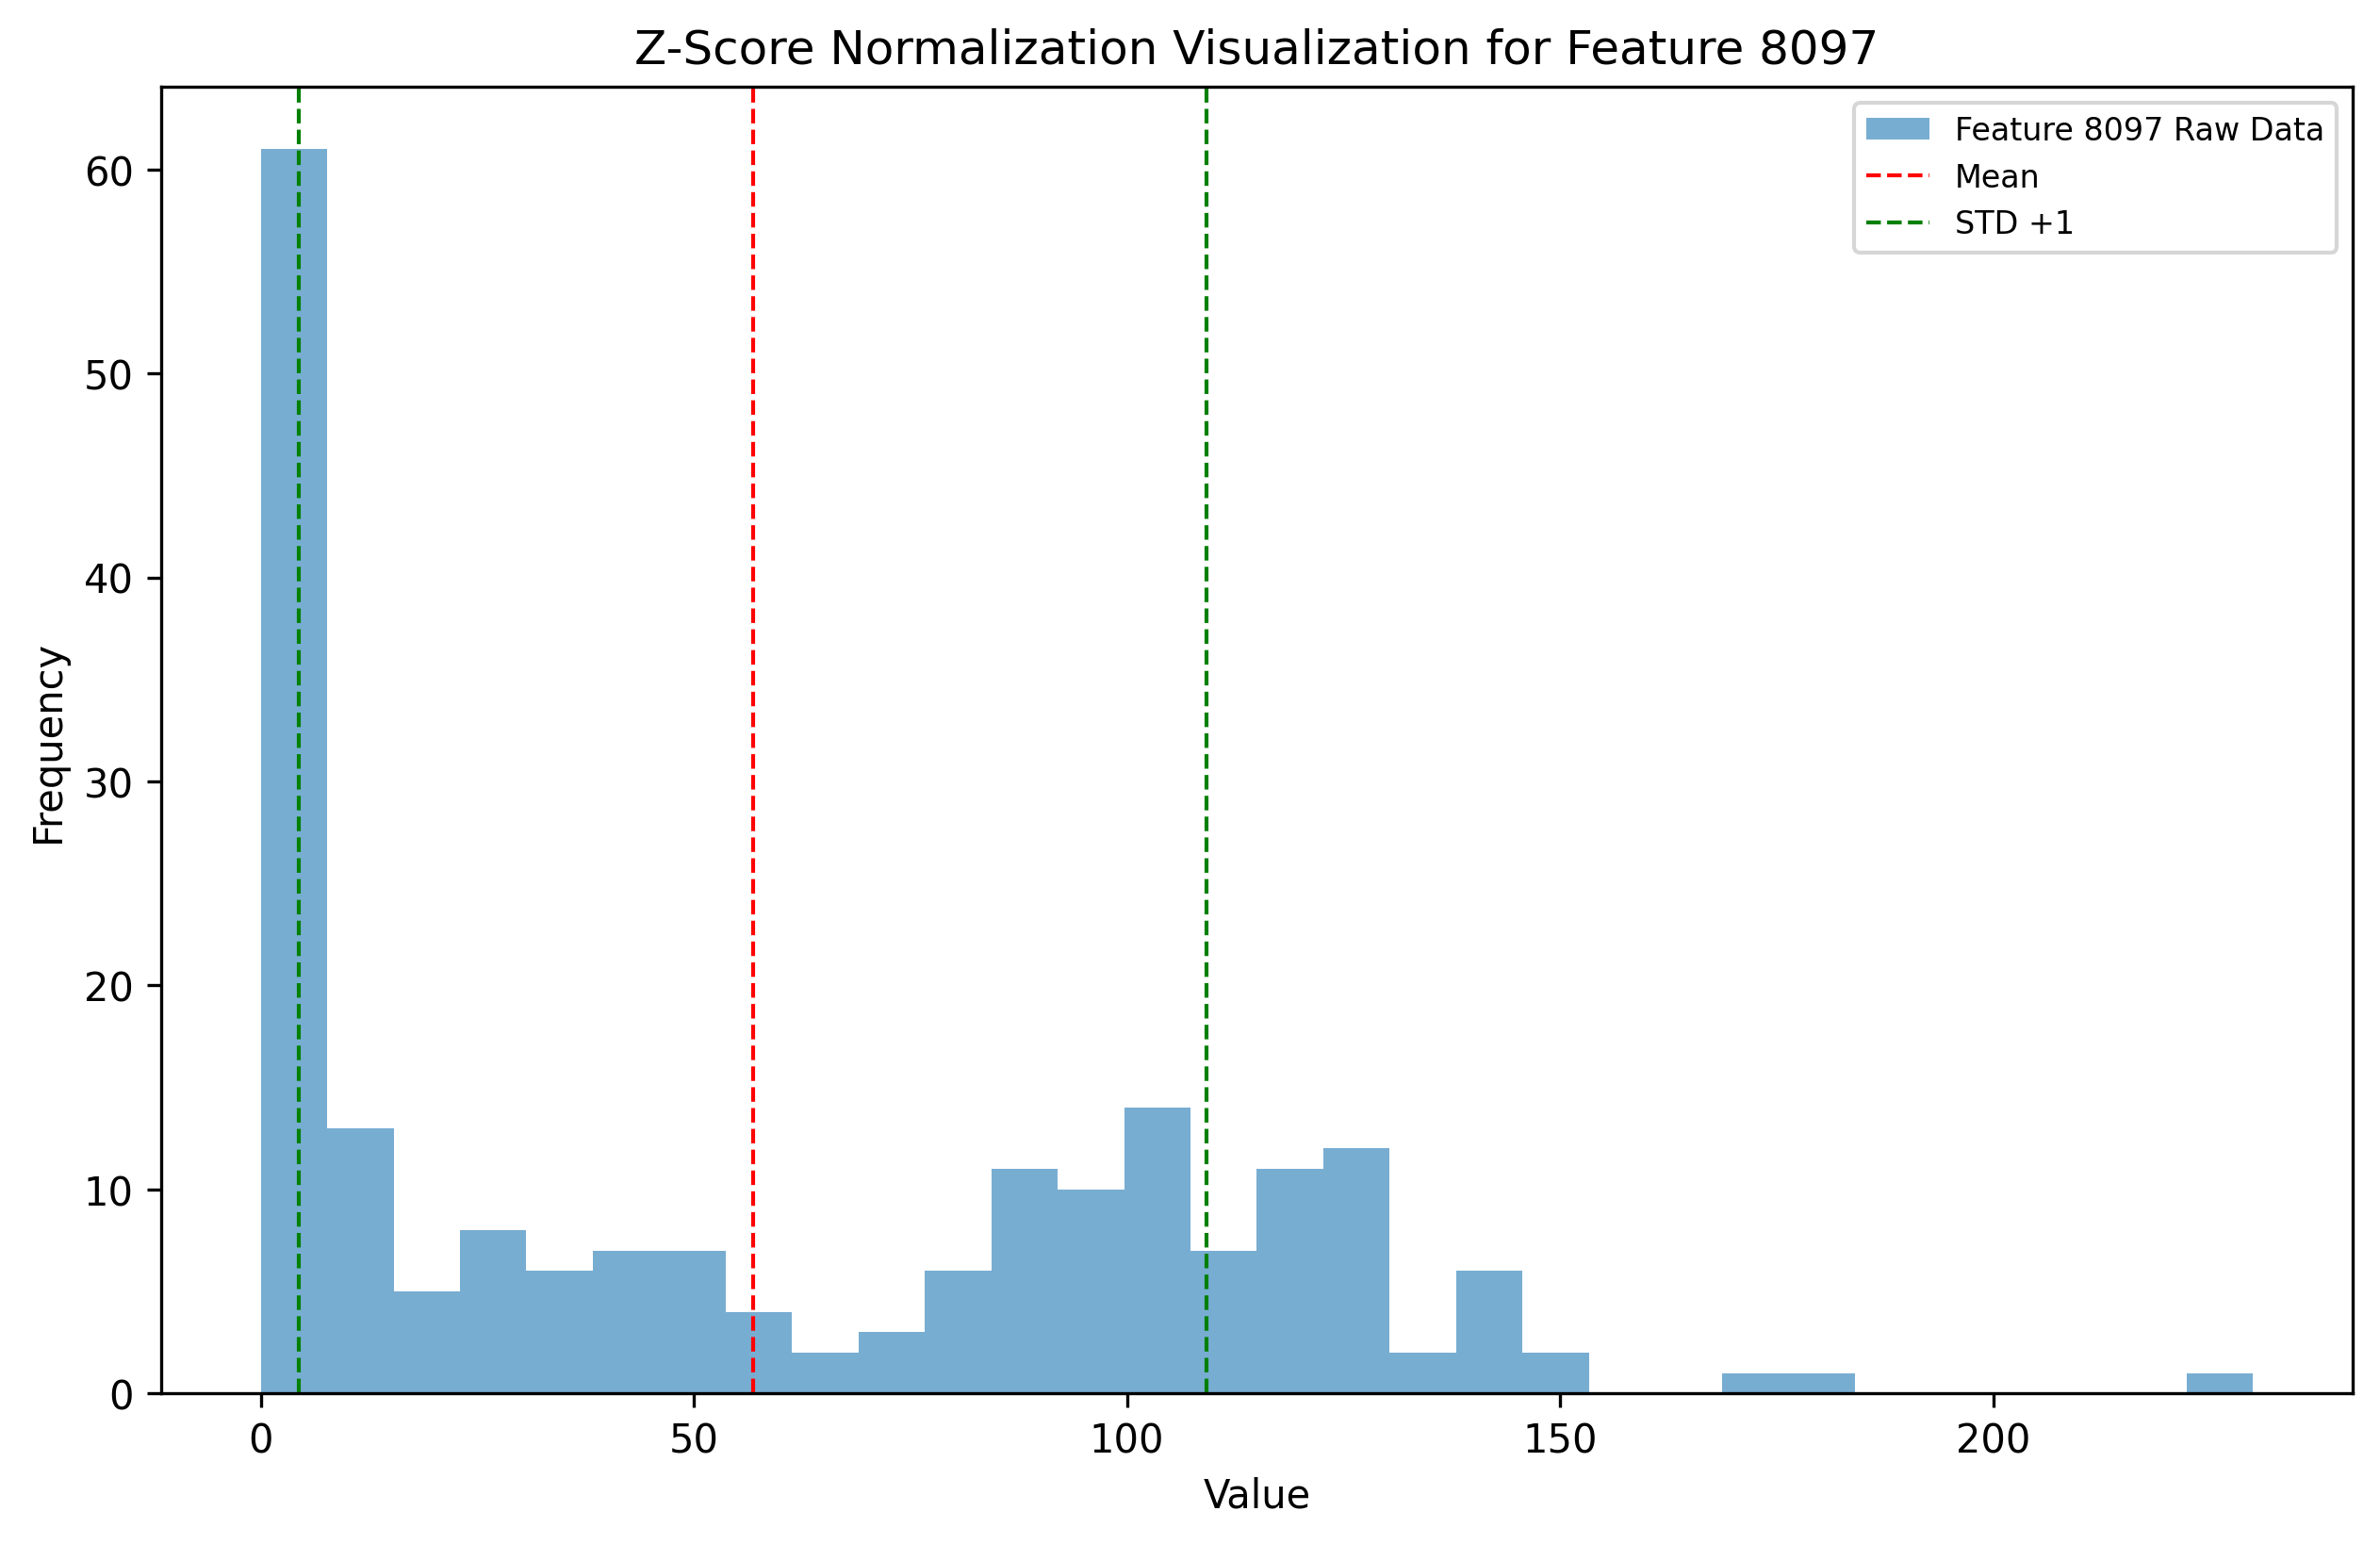 Z-Score Normalization Visualization for Feature 8097
Feature 8097 Raw Data
Mean
STD +1
60
50
40
30
20
10
0
Frequency
0 50 100 150 200
Value